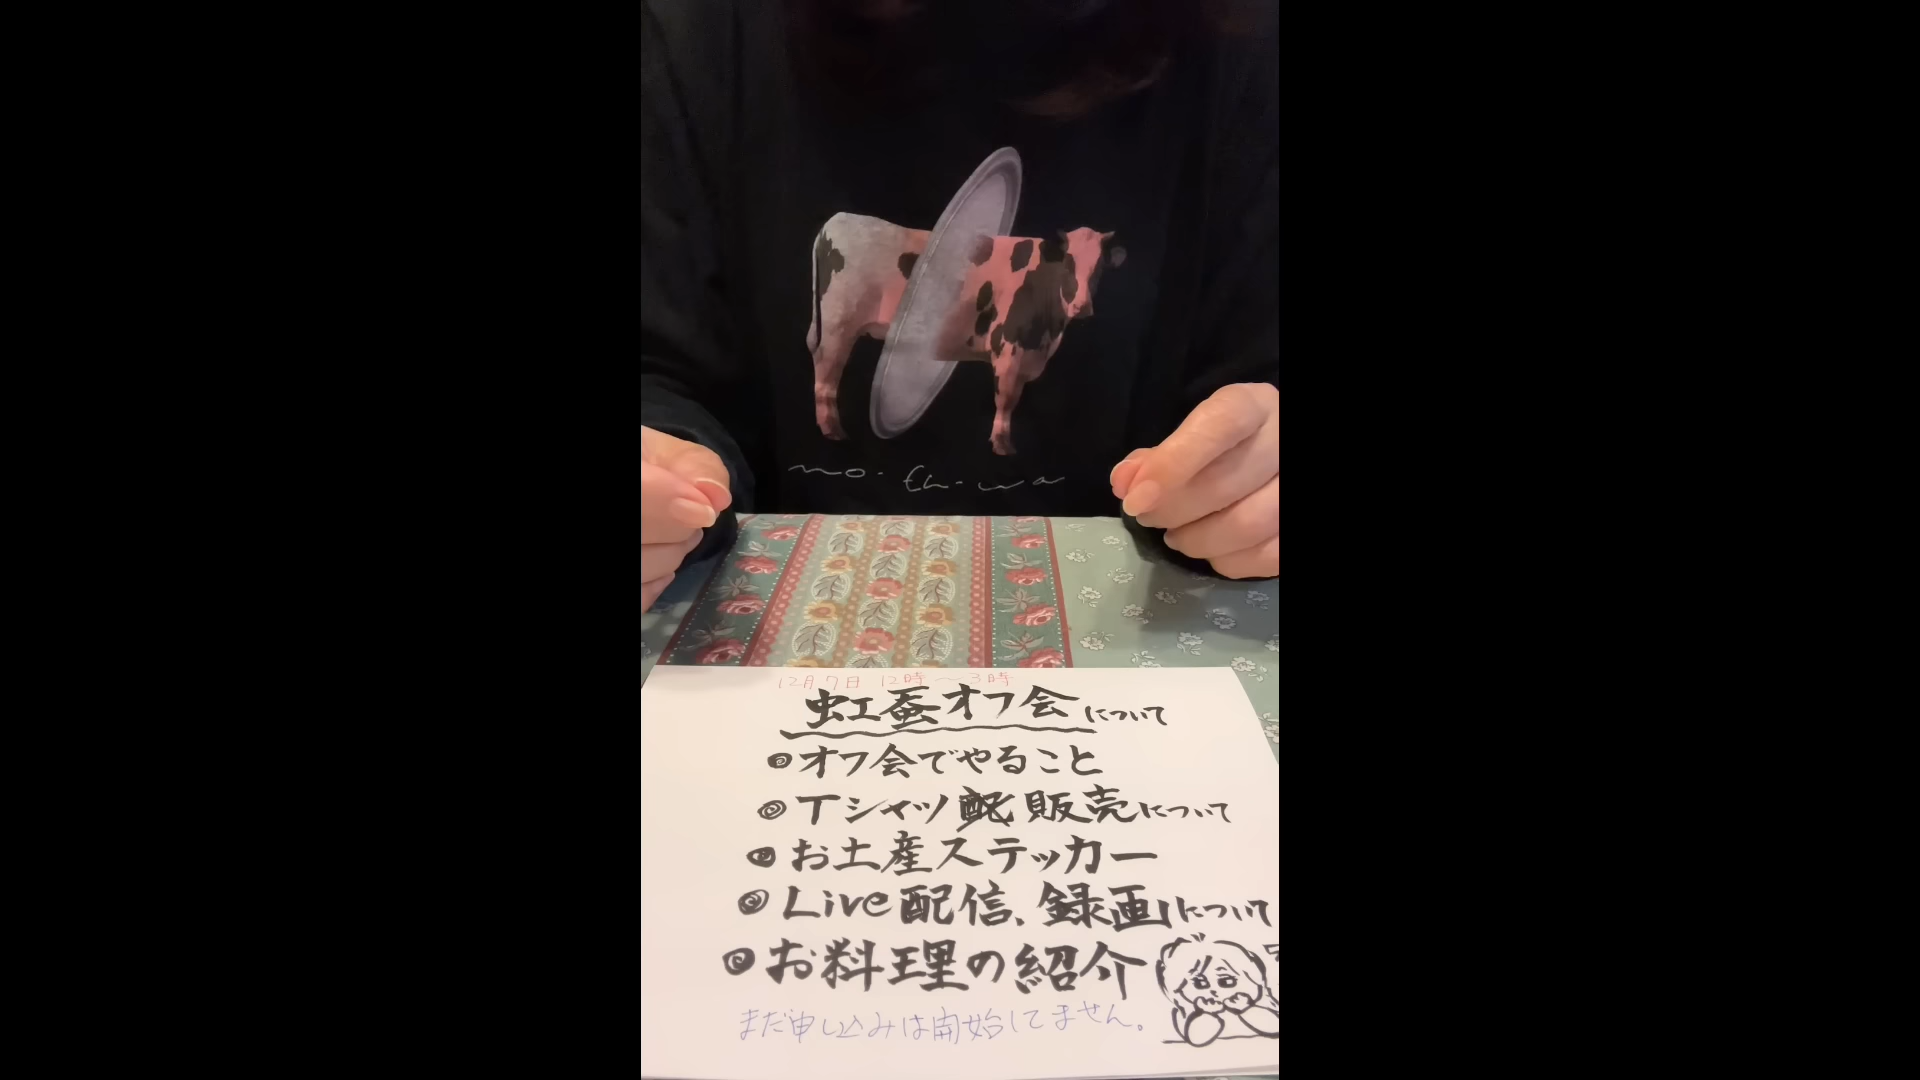 mo-th-wa
12月7日 12時〜3時
虹蚕オフ会について
オフ会でやること
Tシャツ販売について
お土産ステッカー
Live配信、録画について
お料理の紹介
まだ申し込みは開始してません。